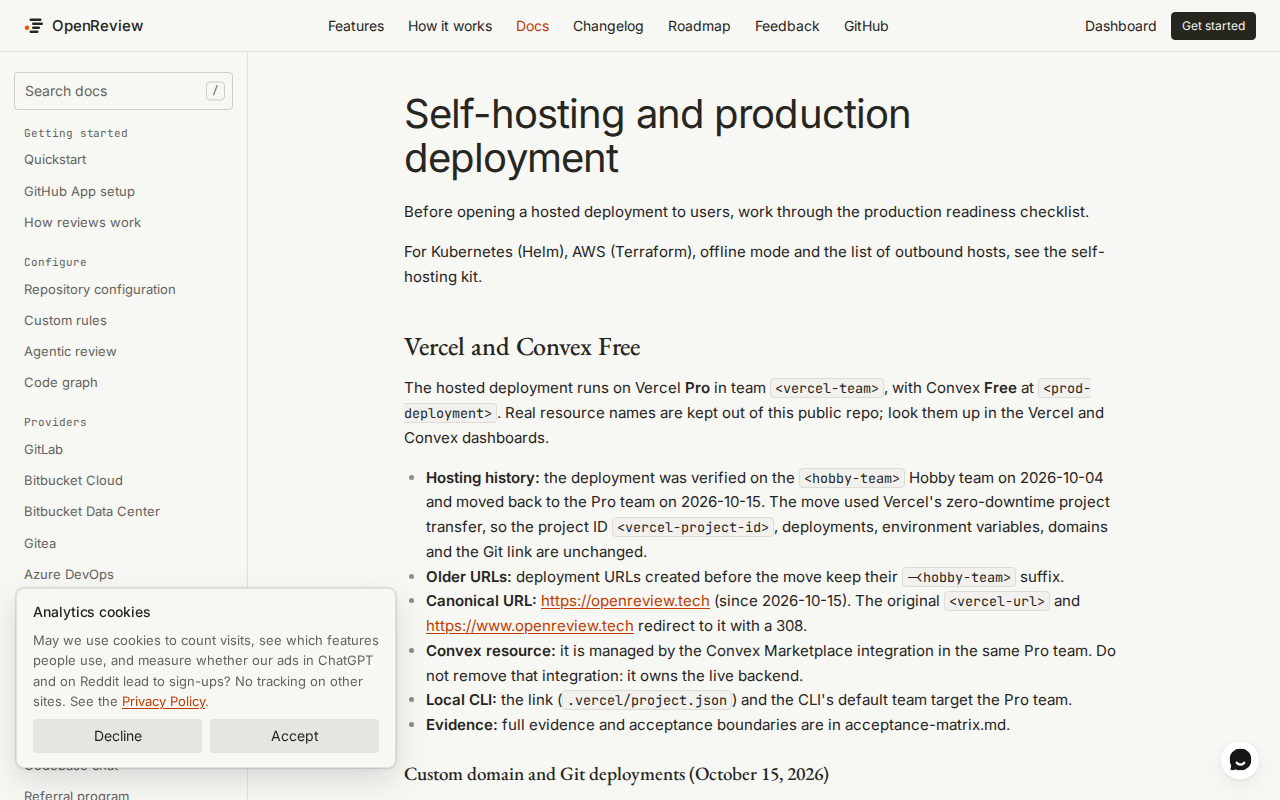 OpenReview
Features
How it works
Docs
Changelog
Roadmap
Feedback
GitHub
Dashboard
Get started
Search docs
/
Getting started
Quickstart
GitHub App setup
How reviews work
Configure
Repository configuration
Custom rules
Agentic review
Code graph
Providers
GitLab
Bitbucket Cloud
Bitbucket Data Center
Gitea
Azure DevOps
Referral program
Analytics cookies
May we use cookies to count visits, see which features
people use, and measure whether our ads in ChatGPT
and on Reddit lead to sign-ups? No tracking on other
sites. See the Privacy Policy.
Decline
Accept
Self-hosting and production
deployment
Before opening a hosted deployment to users, work through the production readiness checklist.
For Kubernetes (Helm), AWS (Terraform), offline mode and the list of outbound hosts, see the self-
hosting kit.
Vercel and Convex Free
The hosted deployment runs on Vercel Pro in team <vercel-team>, with Convex Free at <prod-
deployment>. Real resource names are kept out of this public repo; look them up in the Vercel and
Convex dashboards.
Hosting history: the deployment was verified on the <hobby-team> Hobby team on 2026-10-04
and moved back to the Pro team on 2026-10-15. The move used Vercel's zero-downtime project
transfer, so the project ID <vercel-project-id>, deployments, environment variables, domains
and the Git link are unchanged.
Older URLs: deployment URLs created before the move keep their -<hobby-team> suffix.
Canonical URL: https://openreview.tech (since 2026-10-15). The original <vercel-url> and
https://www.openreview.tech redirect to it with a 308.
Convex resource: it is managed by the Convex Marketplace integration in the same Pro team. Do
not remove that integration: it owns the live backend.
Local CLI: the link (.vercel/project.json) and the CLI's default team target the Pro team.
Evidence: full evidence and acceptance boundaries are in acceptance-matrix.md.
Custom domain and Git deployments (October 15, 2026)